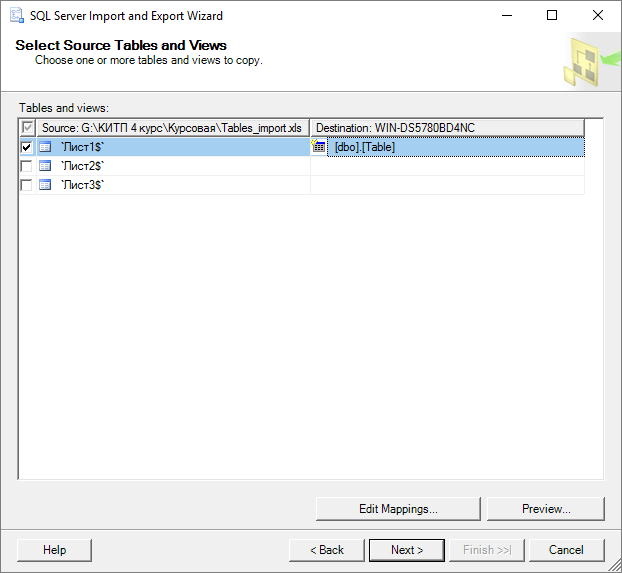 SQL Server Import and Export Wizard
Select Source Tables and Views
Choose one or more tables and views to copy.
Tables and views:
Source: G:\КИТП 4 курс\Курсовая\Tables_import.xls Destination: WIN-DS5780BD4NC
`Лист1$` [dbo].[Table]
`Лист2$`
`Лист3$`
Edit Mappings... Preview...
Help < Back Next > Finish >>| Cancel